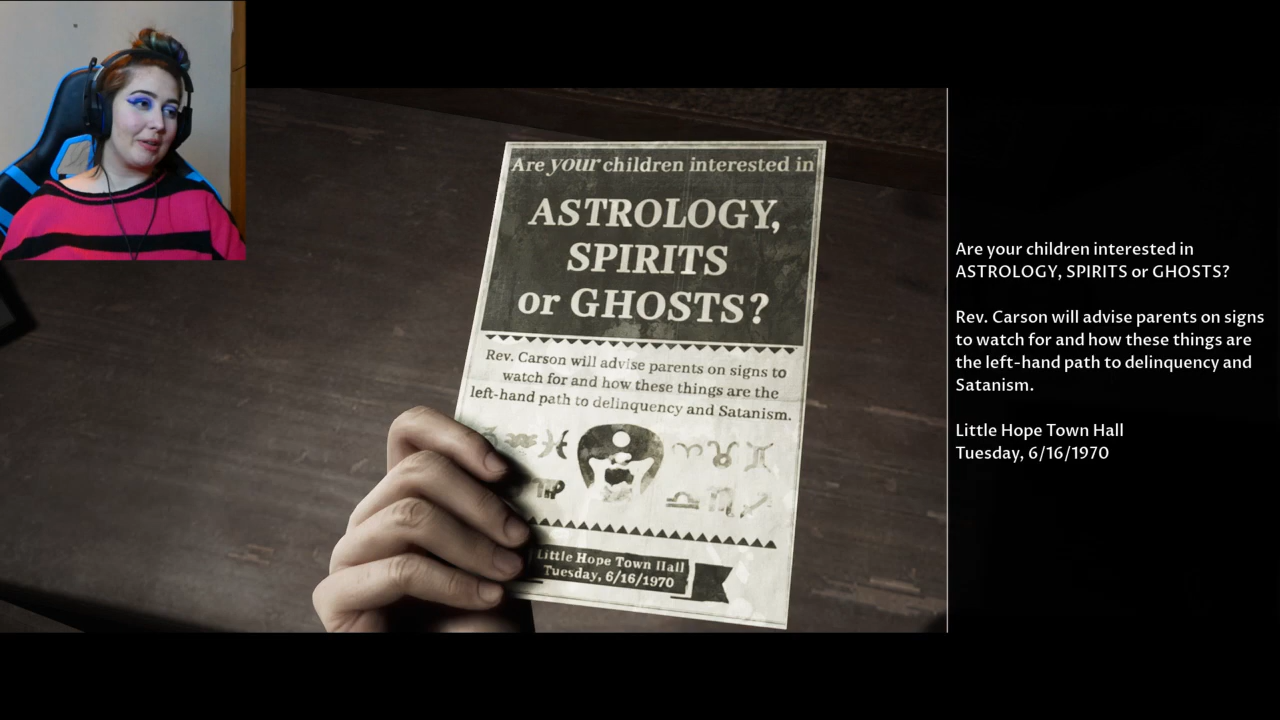 Are your children interested in
ASTROLOGY,
SPIRITS
or GHOSTS?
Rev. Carson will advise parents on signs to
watch for and how these things are the
left-hand path to delinquency and Satanism.
Little Hope Town Hall
Tuesday, 6/16/1970
Are your children interested in
ASTROLOGY, SPIRITS or GHOSTS?
Rev. Carson will advise parents on signs
to watch for and how these things are
the left-hand path to delinquency and
Satanism.
Little Hope Town Hall
Tuesday, 6/16/1970